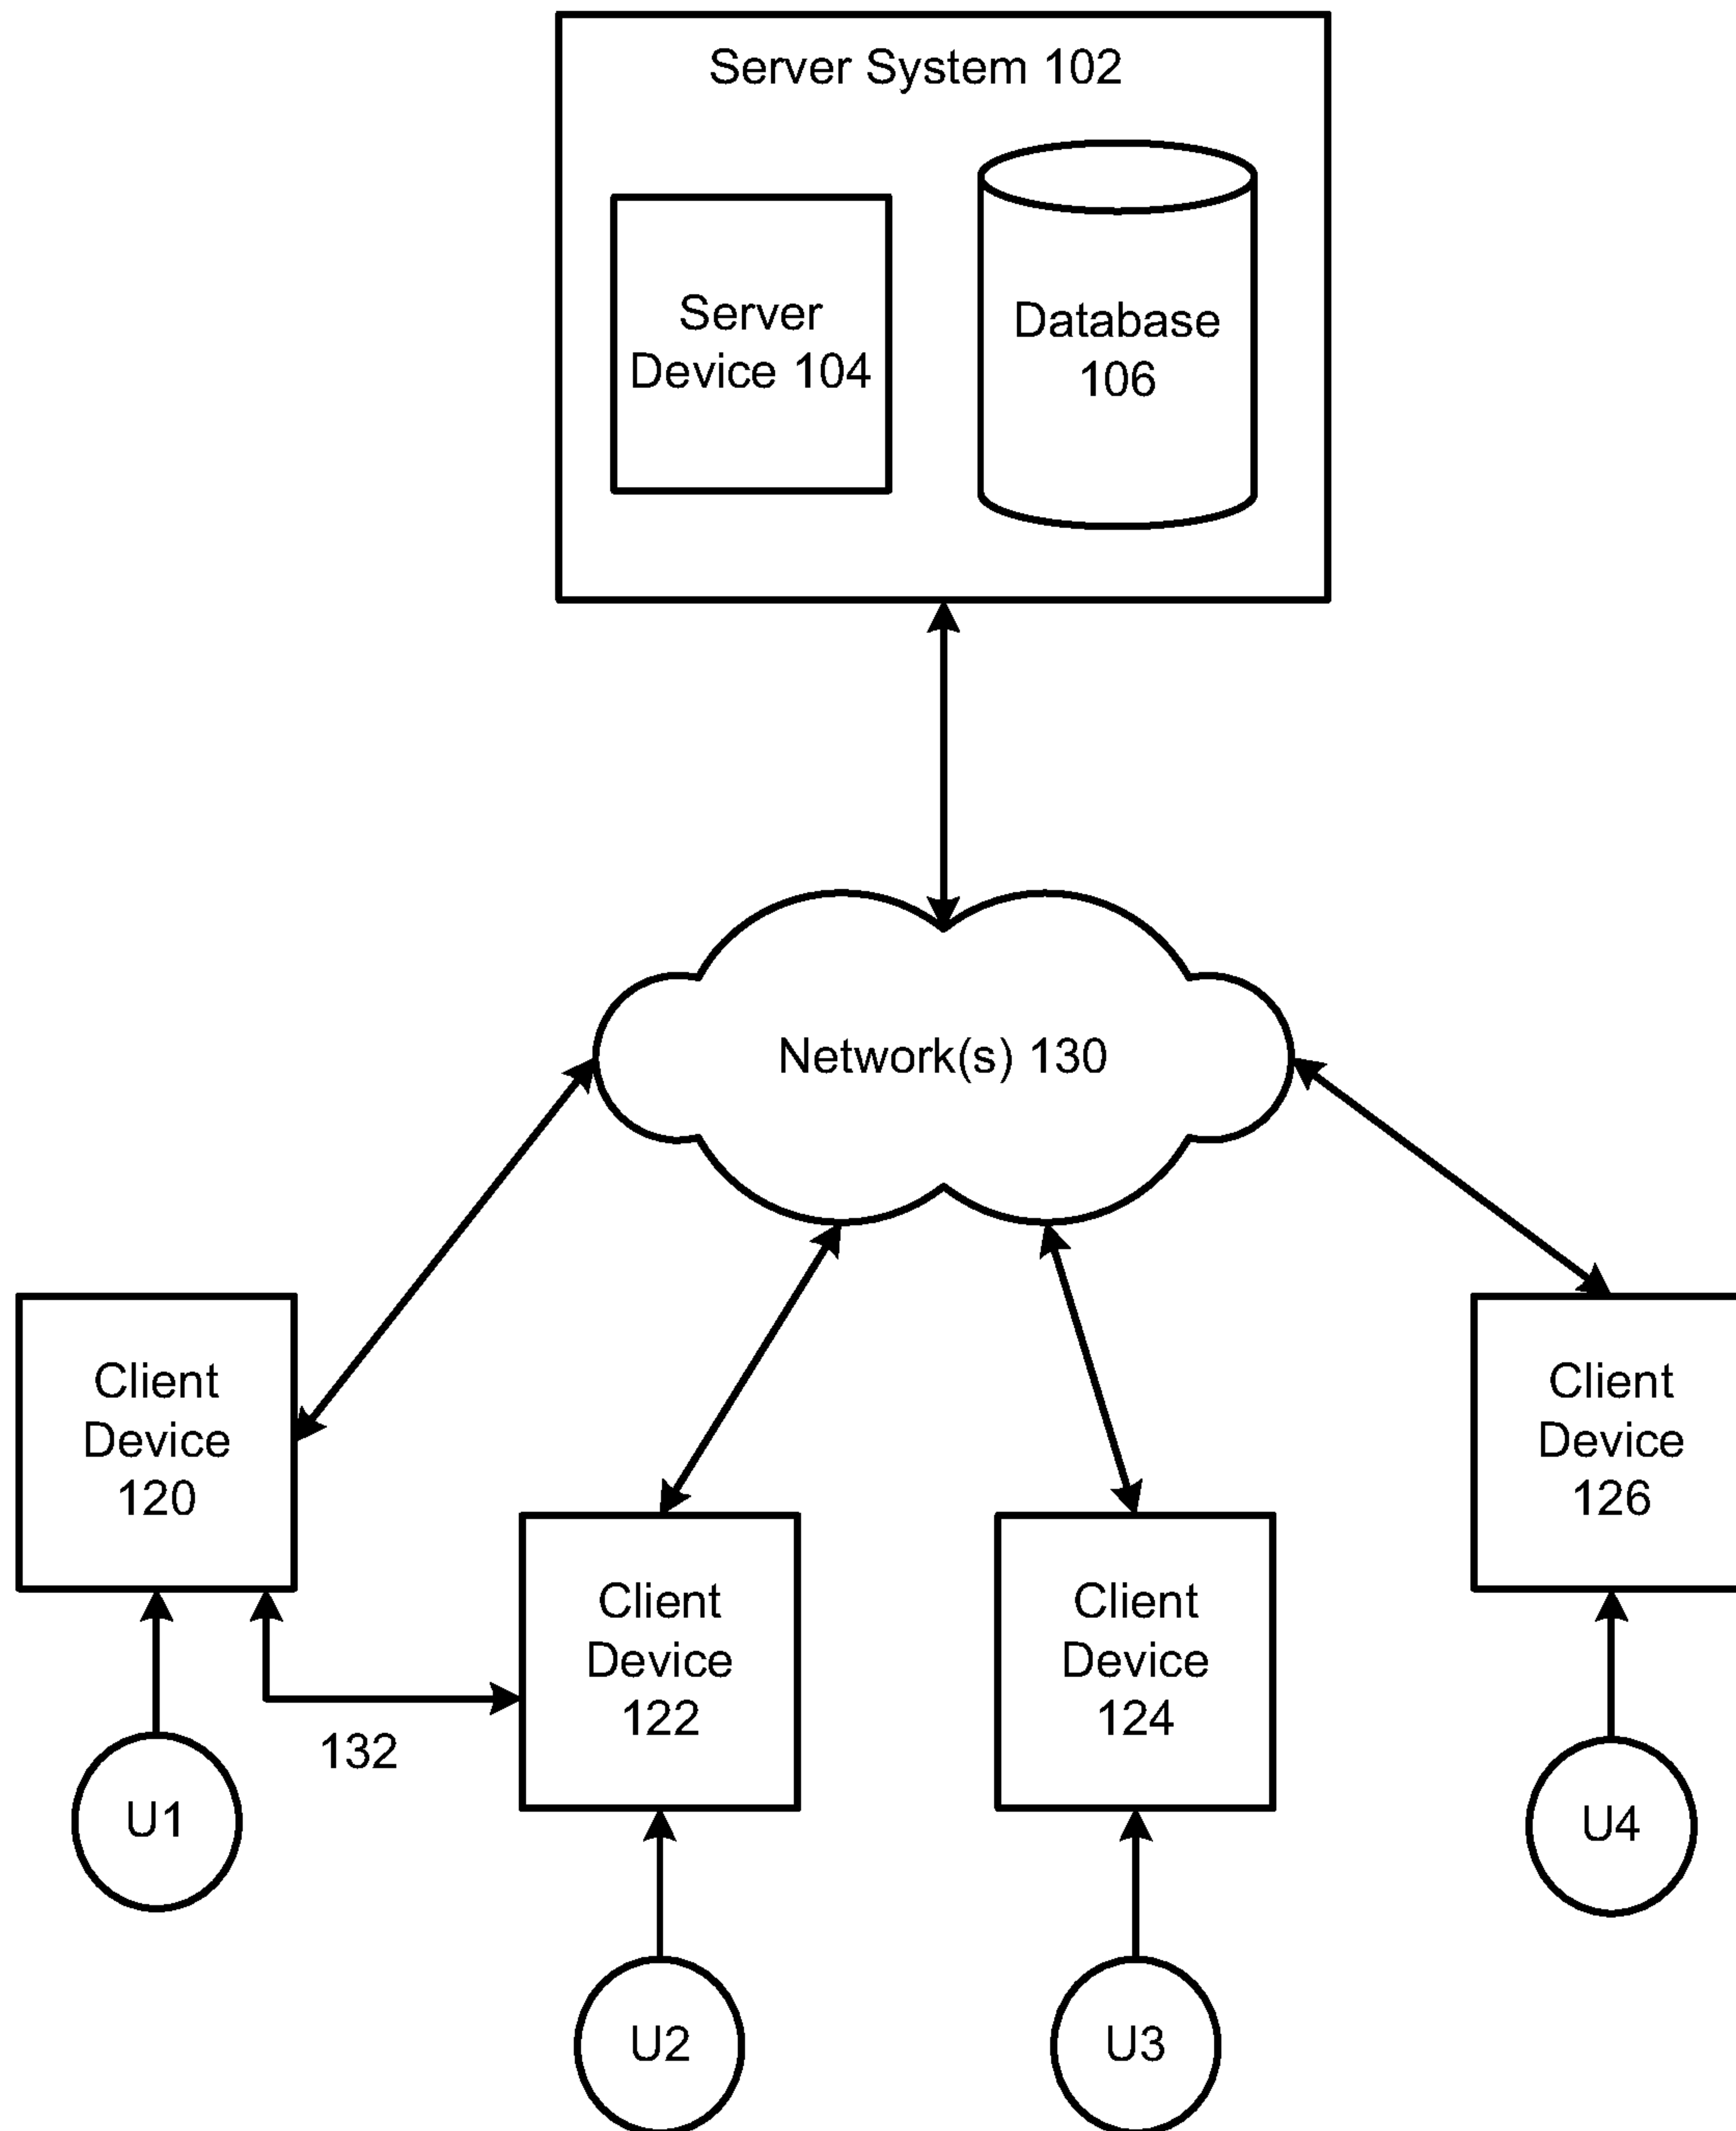 Server System 102
Server
Device 104
Database
106
Network(s) 130
Client
Device
120
Client
Device
126
Client
Device
122
Client
Device
124
132
U1
U4
U2
U3